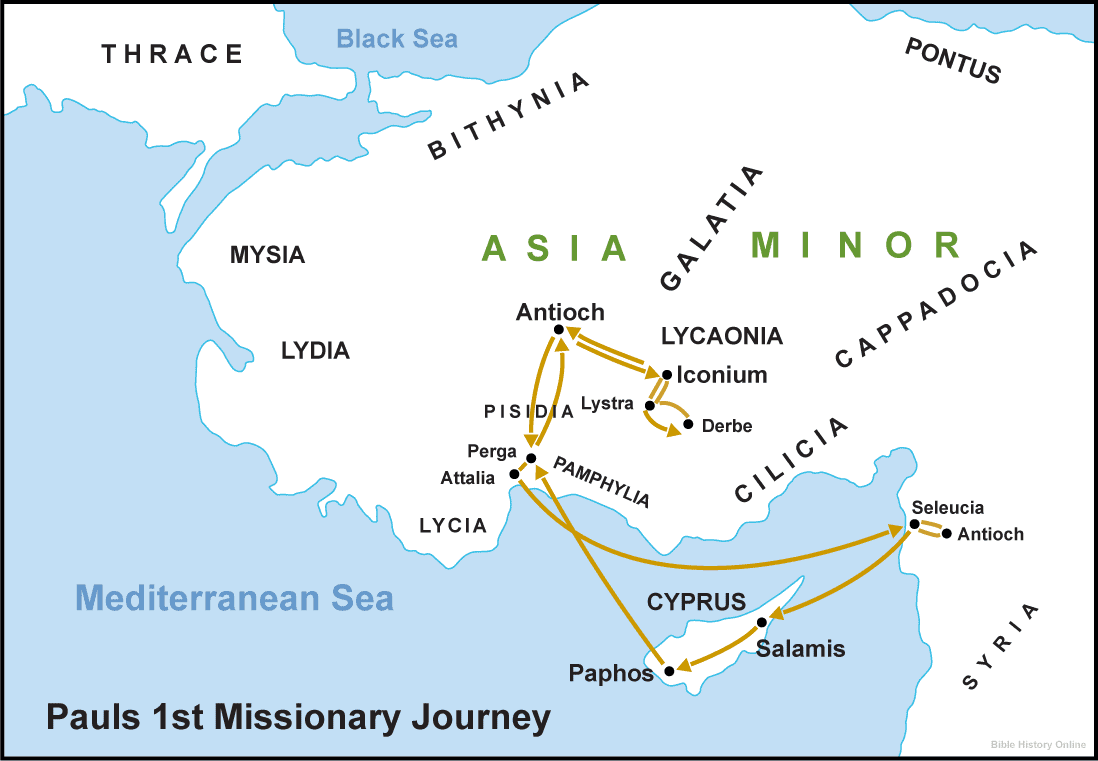 Black Sea
THRACE
PONTUS
BITHYNIA
GALATIA
MYSIA
ASIA MINOR
CAPPADOCIA
Antioch
LYCAONIA
LYDIA
Iconium
PISIDIA
Lystra
Derbe
Perga
PAMPHYLIA
CILICIA
Attalia
LYCIA
Seleucia
Antioch
Mediterranean Sea
CYPRUS
SYRIA
Salamis
Paphos
Pauls 1st Missionary Journey
Bible History Online